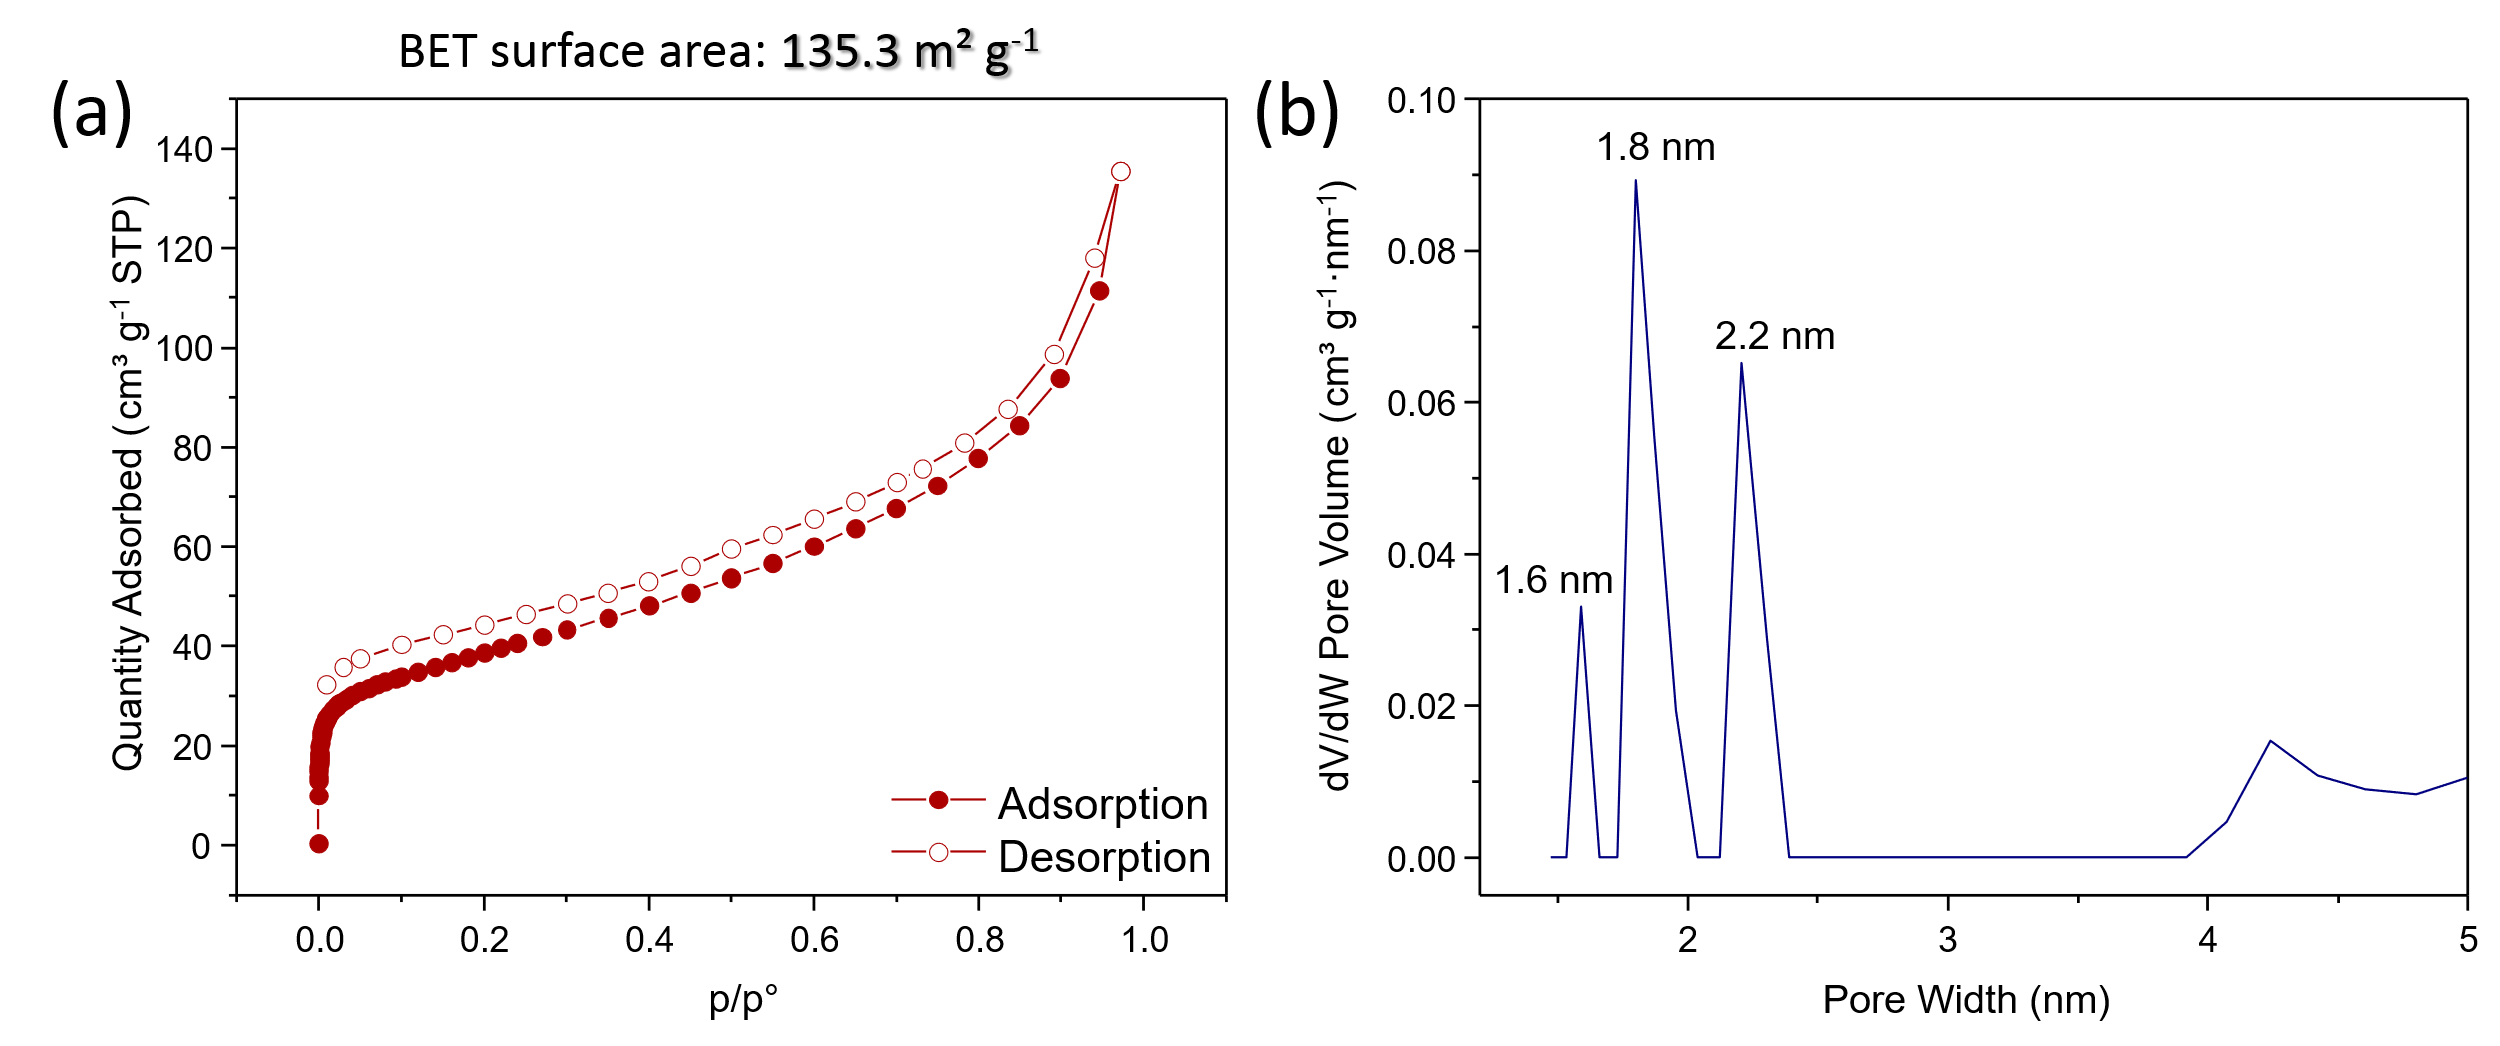 BET surface area: 135.3 m² g⁻¹
(a)
Quantity Adsorbed (cm³ g⁻¹ STP)
140
120
100
80
60
40
20
0
0.0 0.2 0.4 0.6 0.8 1.0
p/p°
Adsorption
Desorption
(b)
dV/dW Pore Volume (cm³ g⁻¹·nm⁻¹)
0.10
0.08
0.06
0.04
0.02
0.00
1.8 nm
2.2 nm
1.6 nm
2 3 4 5
Pore Width (nm)